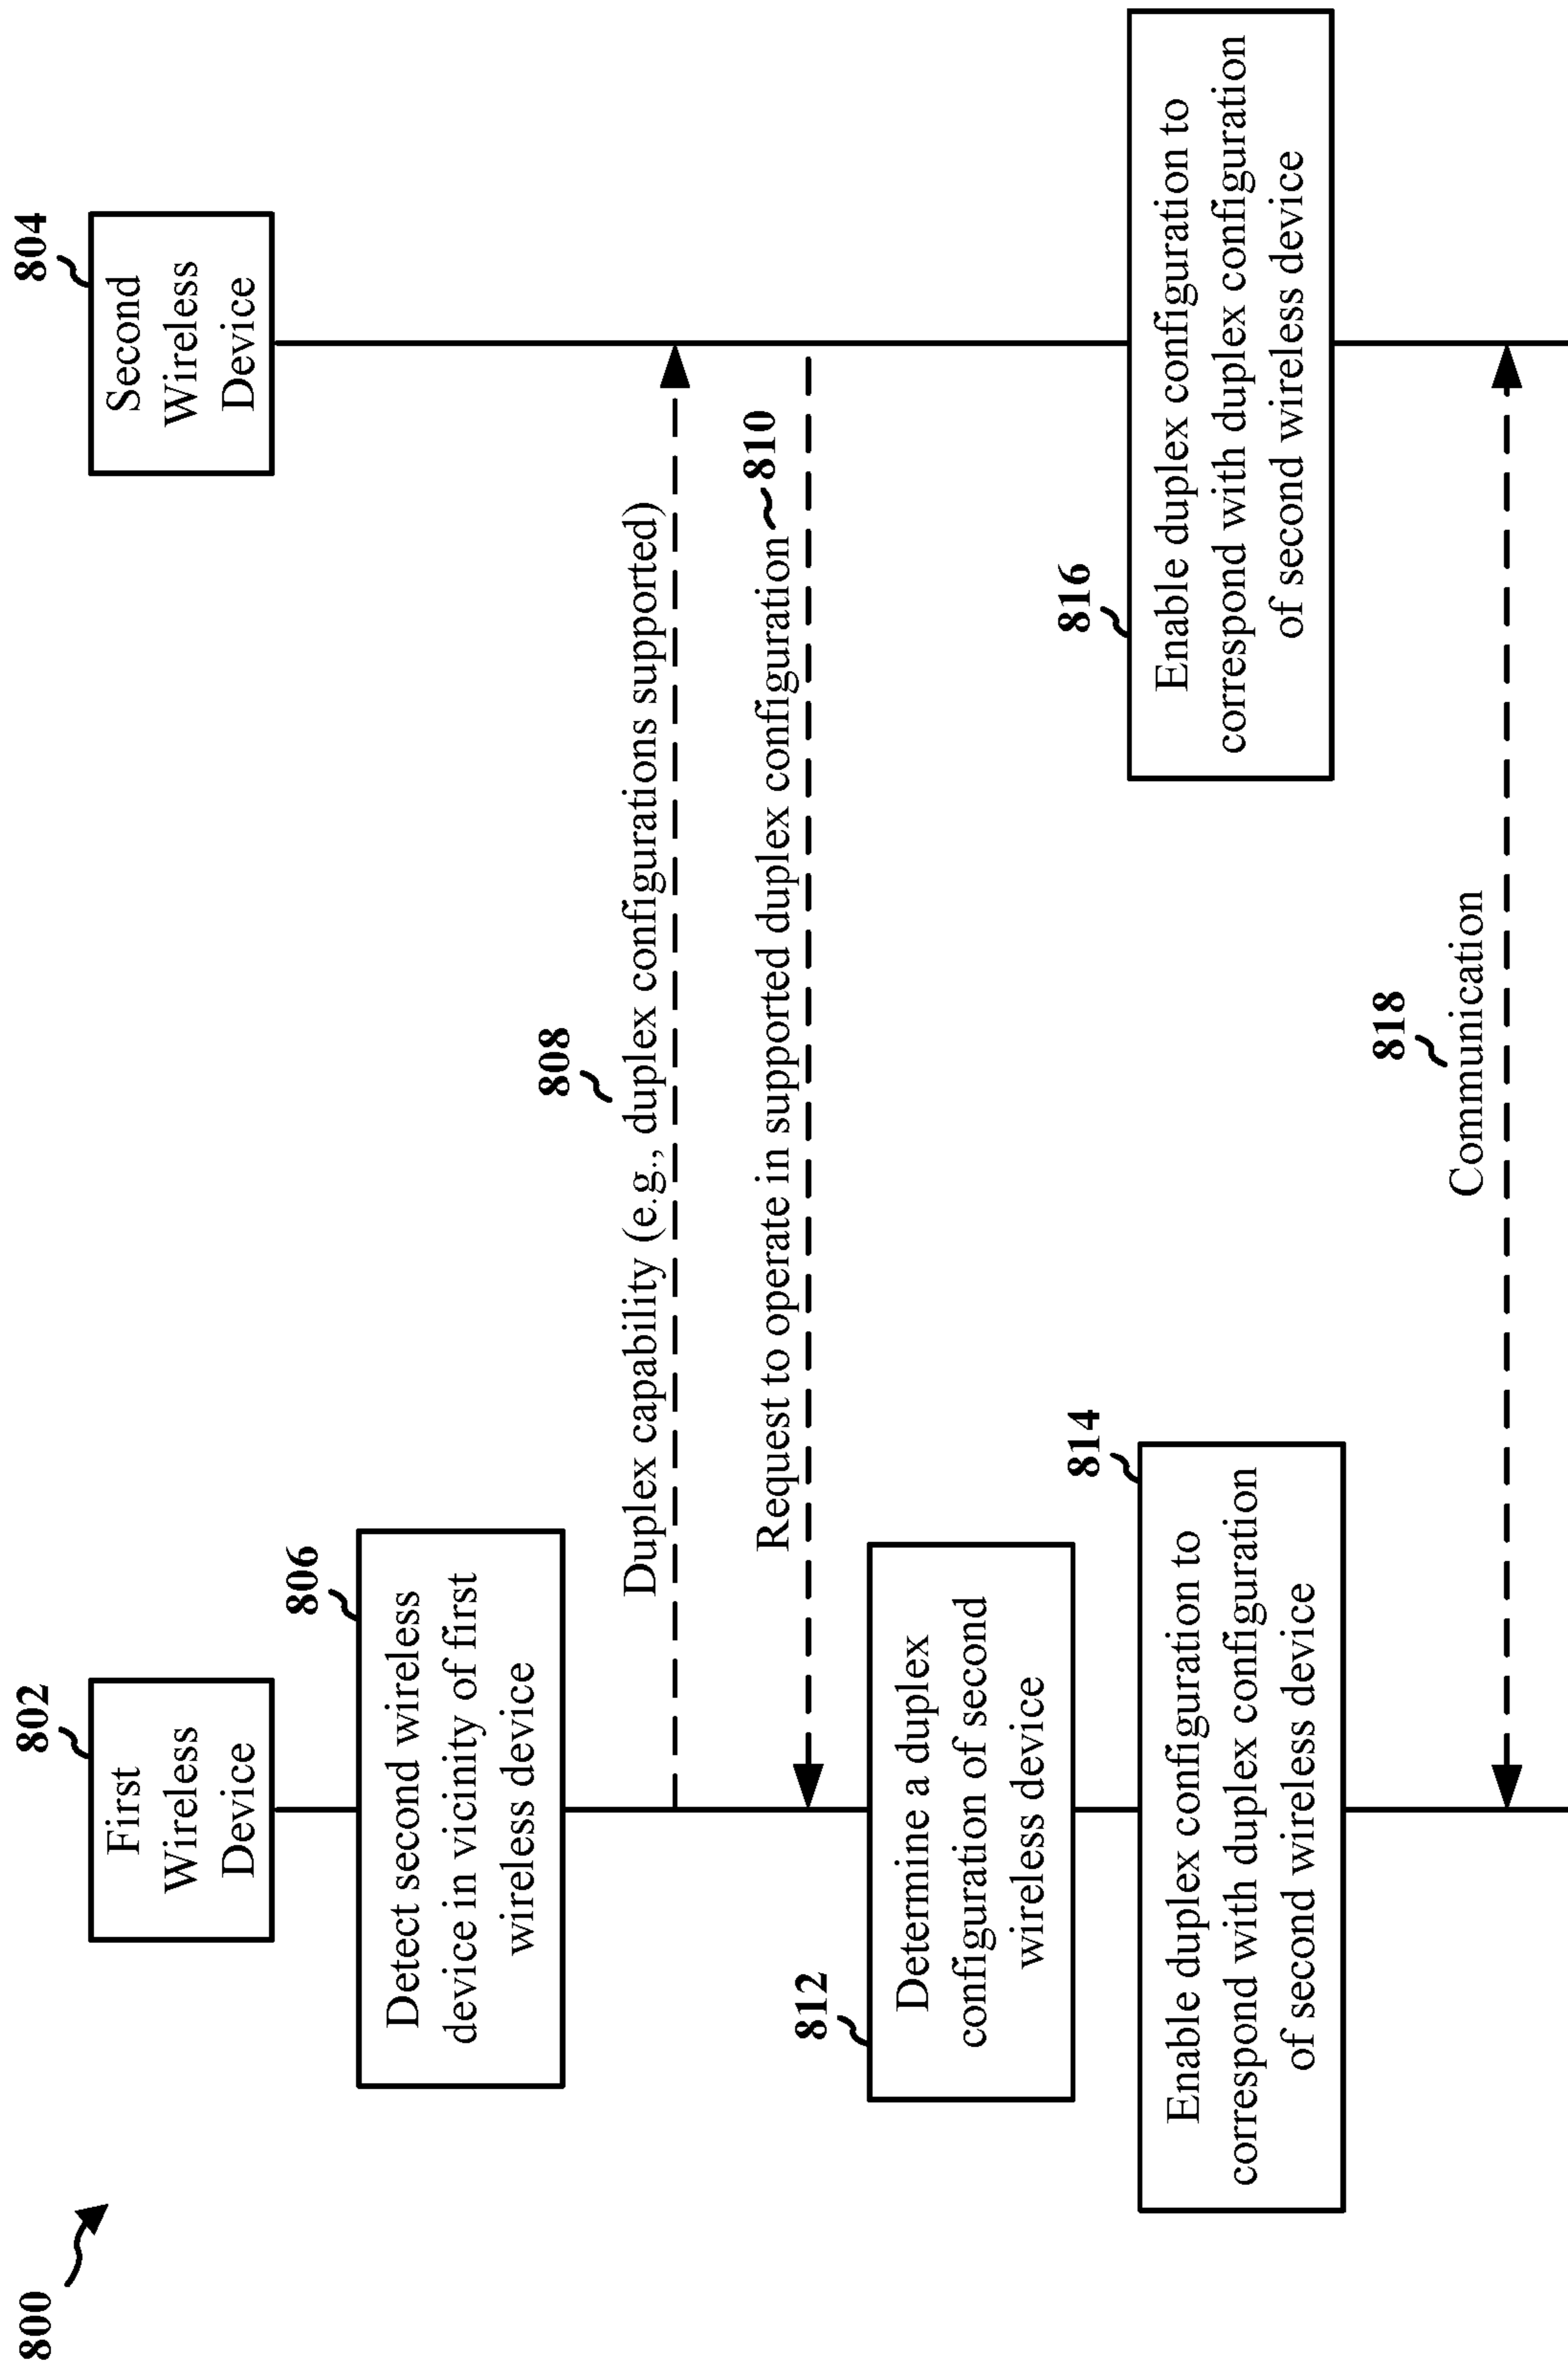 800
802
First
Wireless
Device
804
Second
Wireless
Device
806
Detect second wireless
device in vicinity of first
wireless device
808
Duplex capability (e.g., duplex configurations supported)
Request to operate in supported duplex configuration
810
812
Determine a duplex
configuration of second
wireless device
814
Enable duplex configuration to
correspond with duplex configuration
of second wireless device
816
Enable duplex configuration to
correspond with duplex configuration
of second wireless device
818
Communication